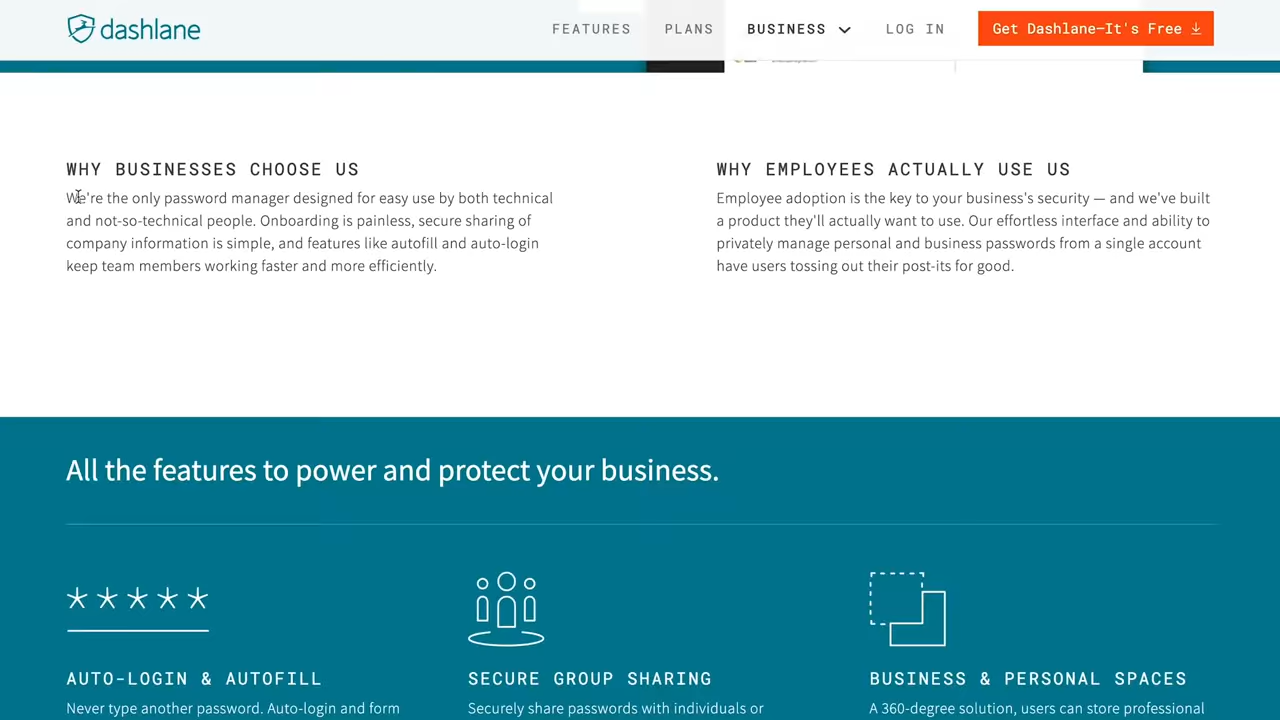 dashlane
FEATURES
PLANS
BUSINESS
LOG IN
Get Dashlane—It's Free
WHY BUSINESSES CHOOSE US
We're the only password manager designed for easy use by both technical
and not-so-technical people. Onboarding is painless, secure sharing of
company information is simple, and features like autofill and auto-login
keep team members working faster and more efficiently.
WHY EMPLOYEES ACTUALLY USE US
Employee adoption is the key to your business's security — and we've built
a product they'll actually want to use. Our effortless interface and ability to
privately manage personal and business passwords from a single account
have users tossing out their post-its for good.
All the features to power and protect your business.
AUTO-LOGIN & AUTOFILL
Never type another password. Auto-login and form
SECURE GROUP SHARING
Securely share passwords with individuals or
BUSINESS & PERSONAL SPACES
A 360-degree solution, users can store professional